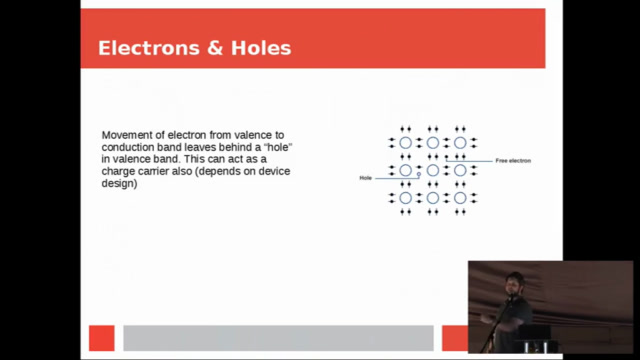 Electrons & Holes
Movement of electron from valence to
conduction band leaves behind a “hole”
in valence band. This can act as a
charge carrier also (depends on device
design)
Free electron
Hole